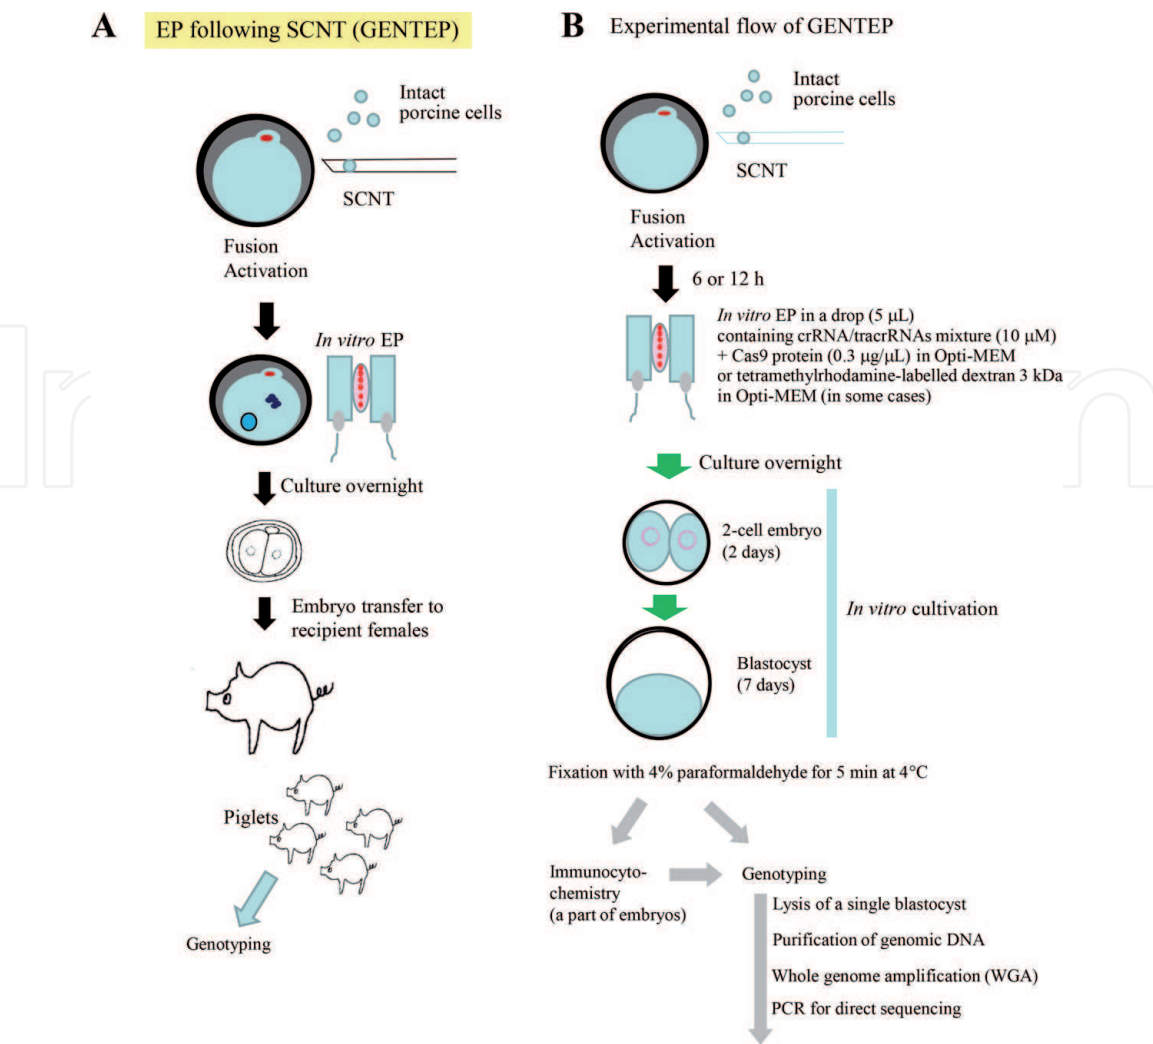 A
EP following SCNT (GENTEP)
Intact
porcine cells
SCNT
Fusion
Activation
In vitro EP
Culture overnight
Embryo transfer to
recipient females
Piglets
Genotyping
B
Experimental flow of GENTEP
Intact
porcine cells
SCNT
Fusion
Activation
6 or 12 h
In vitro EP in a drop (5 μL)
containing crRNA/tracrRNAs mixture (10 μM)
+ Cas9 protein (0.3 μg/μL) in Opti-MEM
or tetramethylrhodamine-labelled dextran 3 kDa
in Opti-MEM (in some cases)
Culture overnight
2-cell embryo
(2 days)
In vitro cultivation
Blastocyst
(7 days)
Fixation with 4% paraformaldehyde for 5 min at 4°C
Immunocyto-
chemistry
(a part of embryos)
Genotyping
Lysis of a single blastocyst
Purification of genomic DNA
Whole genome amplification (WGA)
PCR for direct sequencing